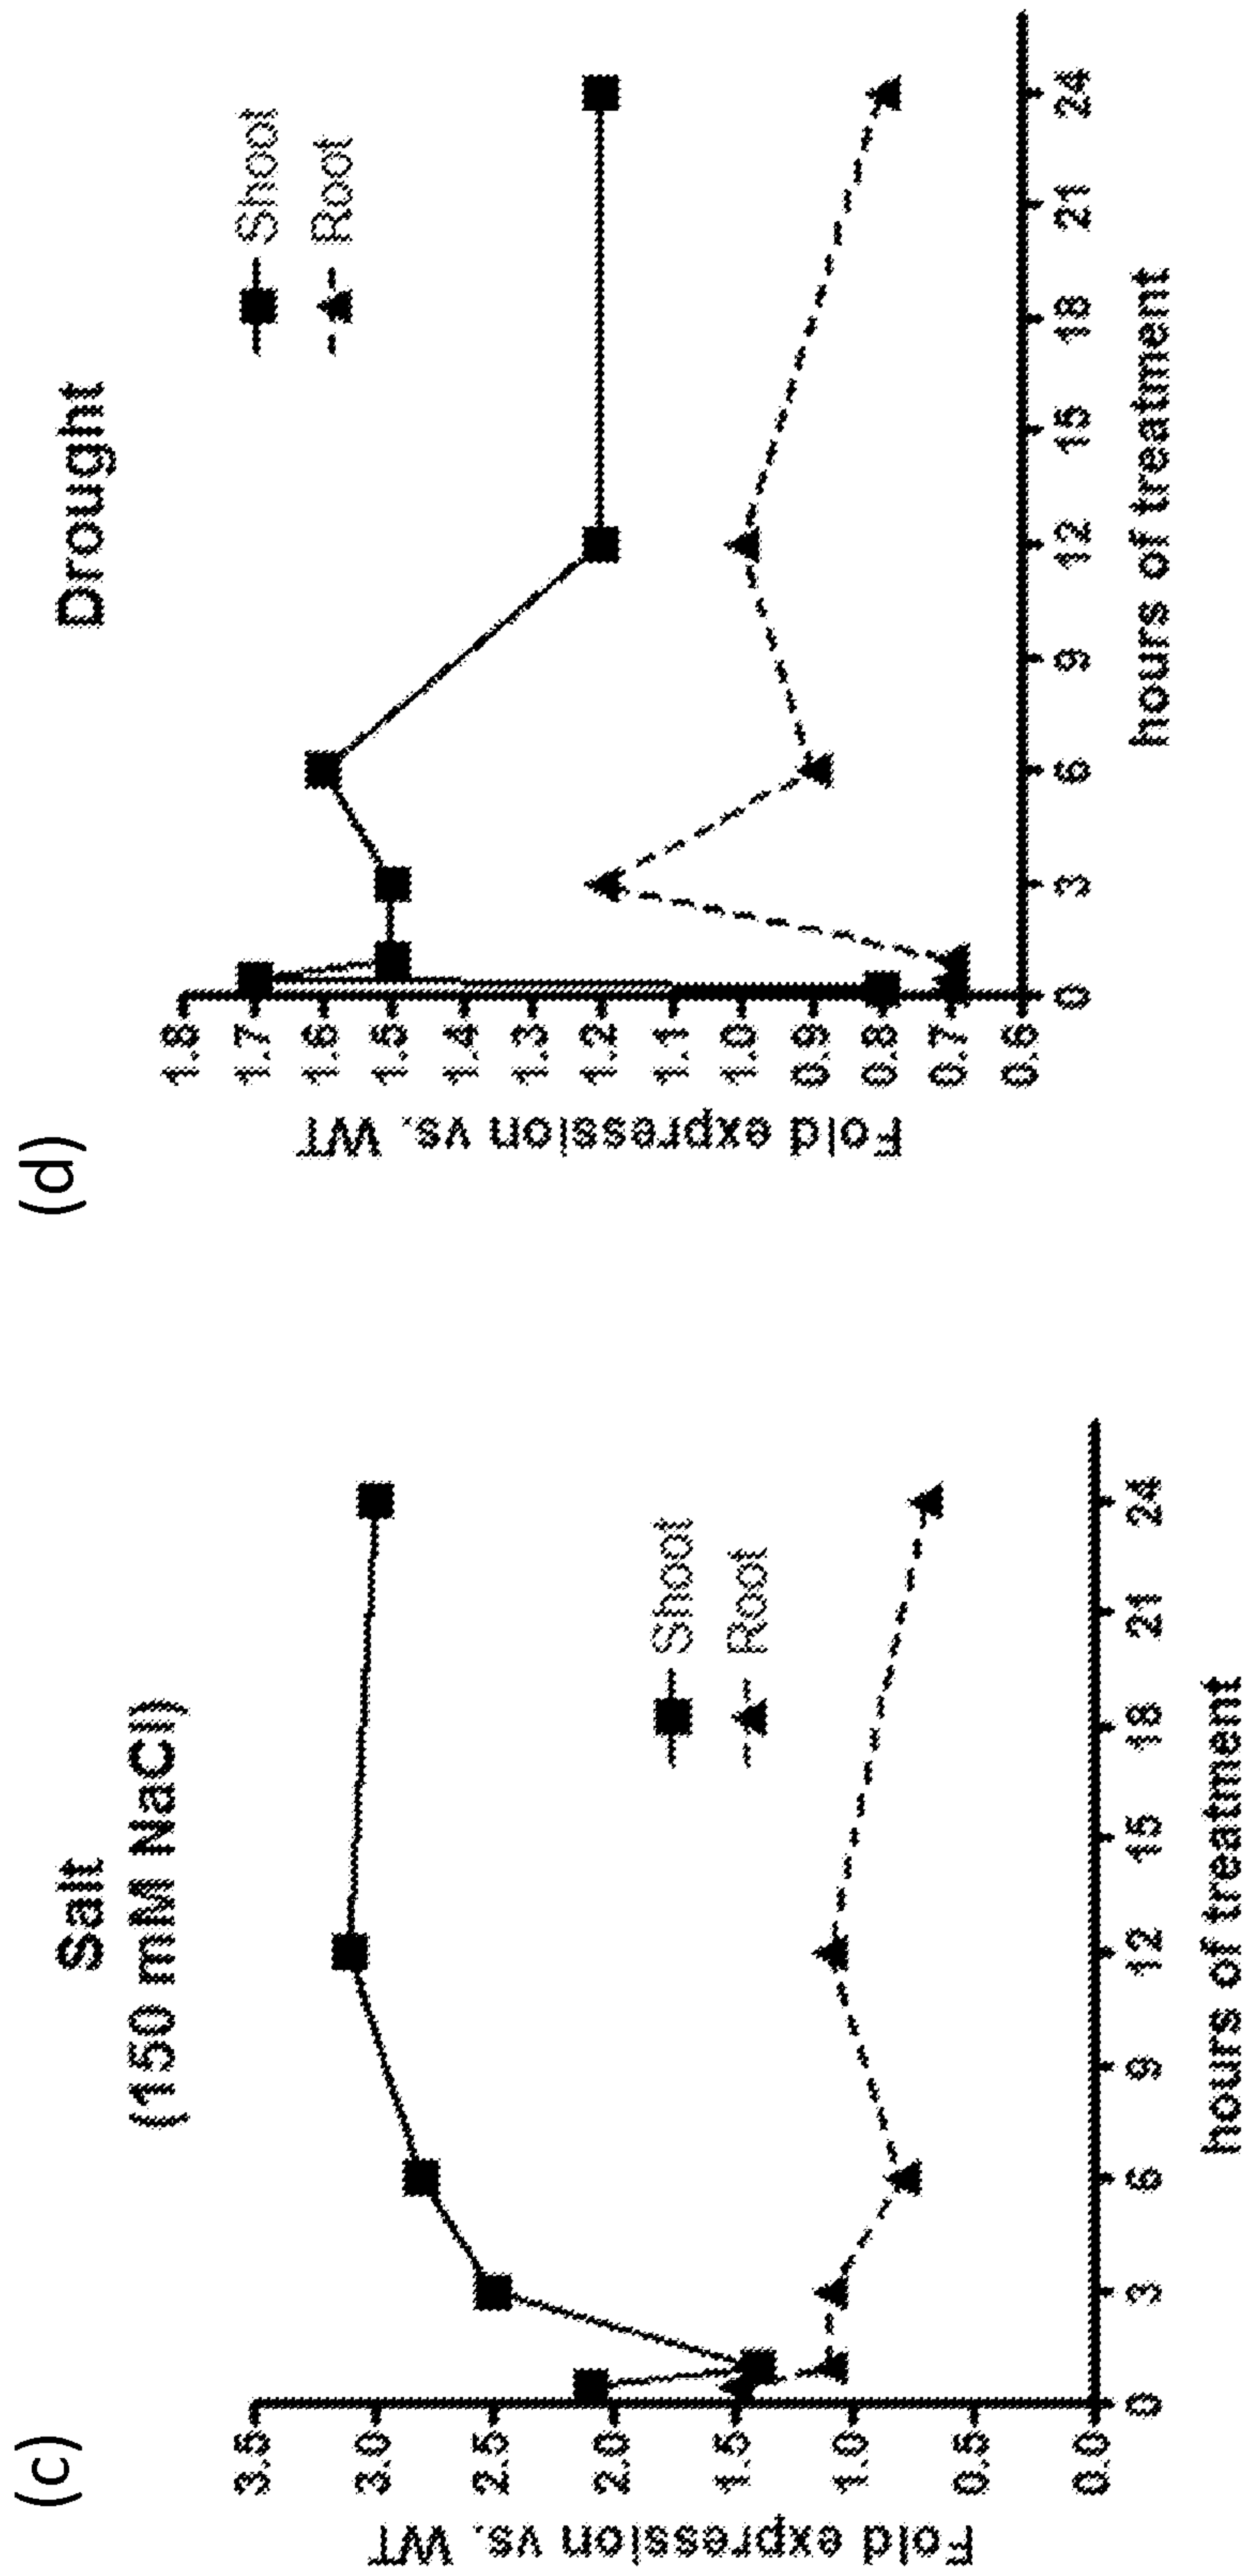 (c)
Salt
(150 mM NaCl)
Fold expression vs. WT
3.5
3.0
2.5
2.0
1.5
1.0
0.5
0.0
Shoot
Root
0 3 6 9 12 15 18 21 24
hours of treatment
(d)
Drought
Fold expression vs. WT
1.8
1.7
1.6
1.5
1.4
1.3
1.2
1.1
1.0
0.9
0.8
0.7
0.6
Shoot
Root
0 3 6 9 12 15 18 21 24
hours of treatment